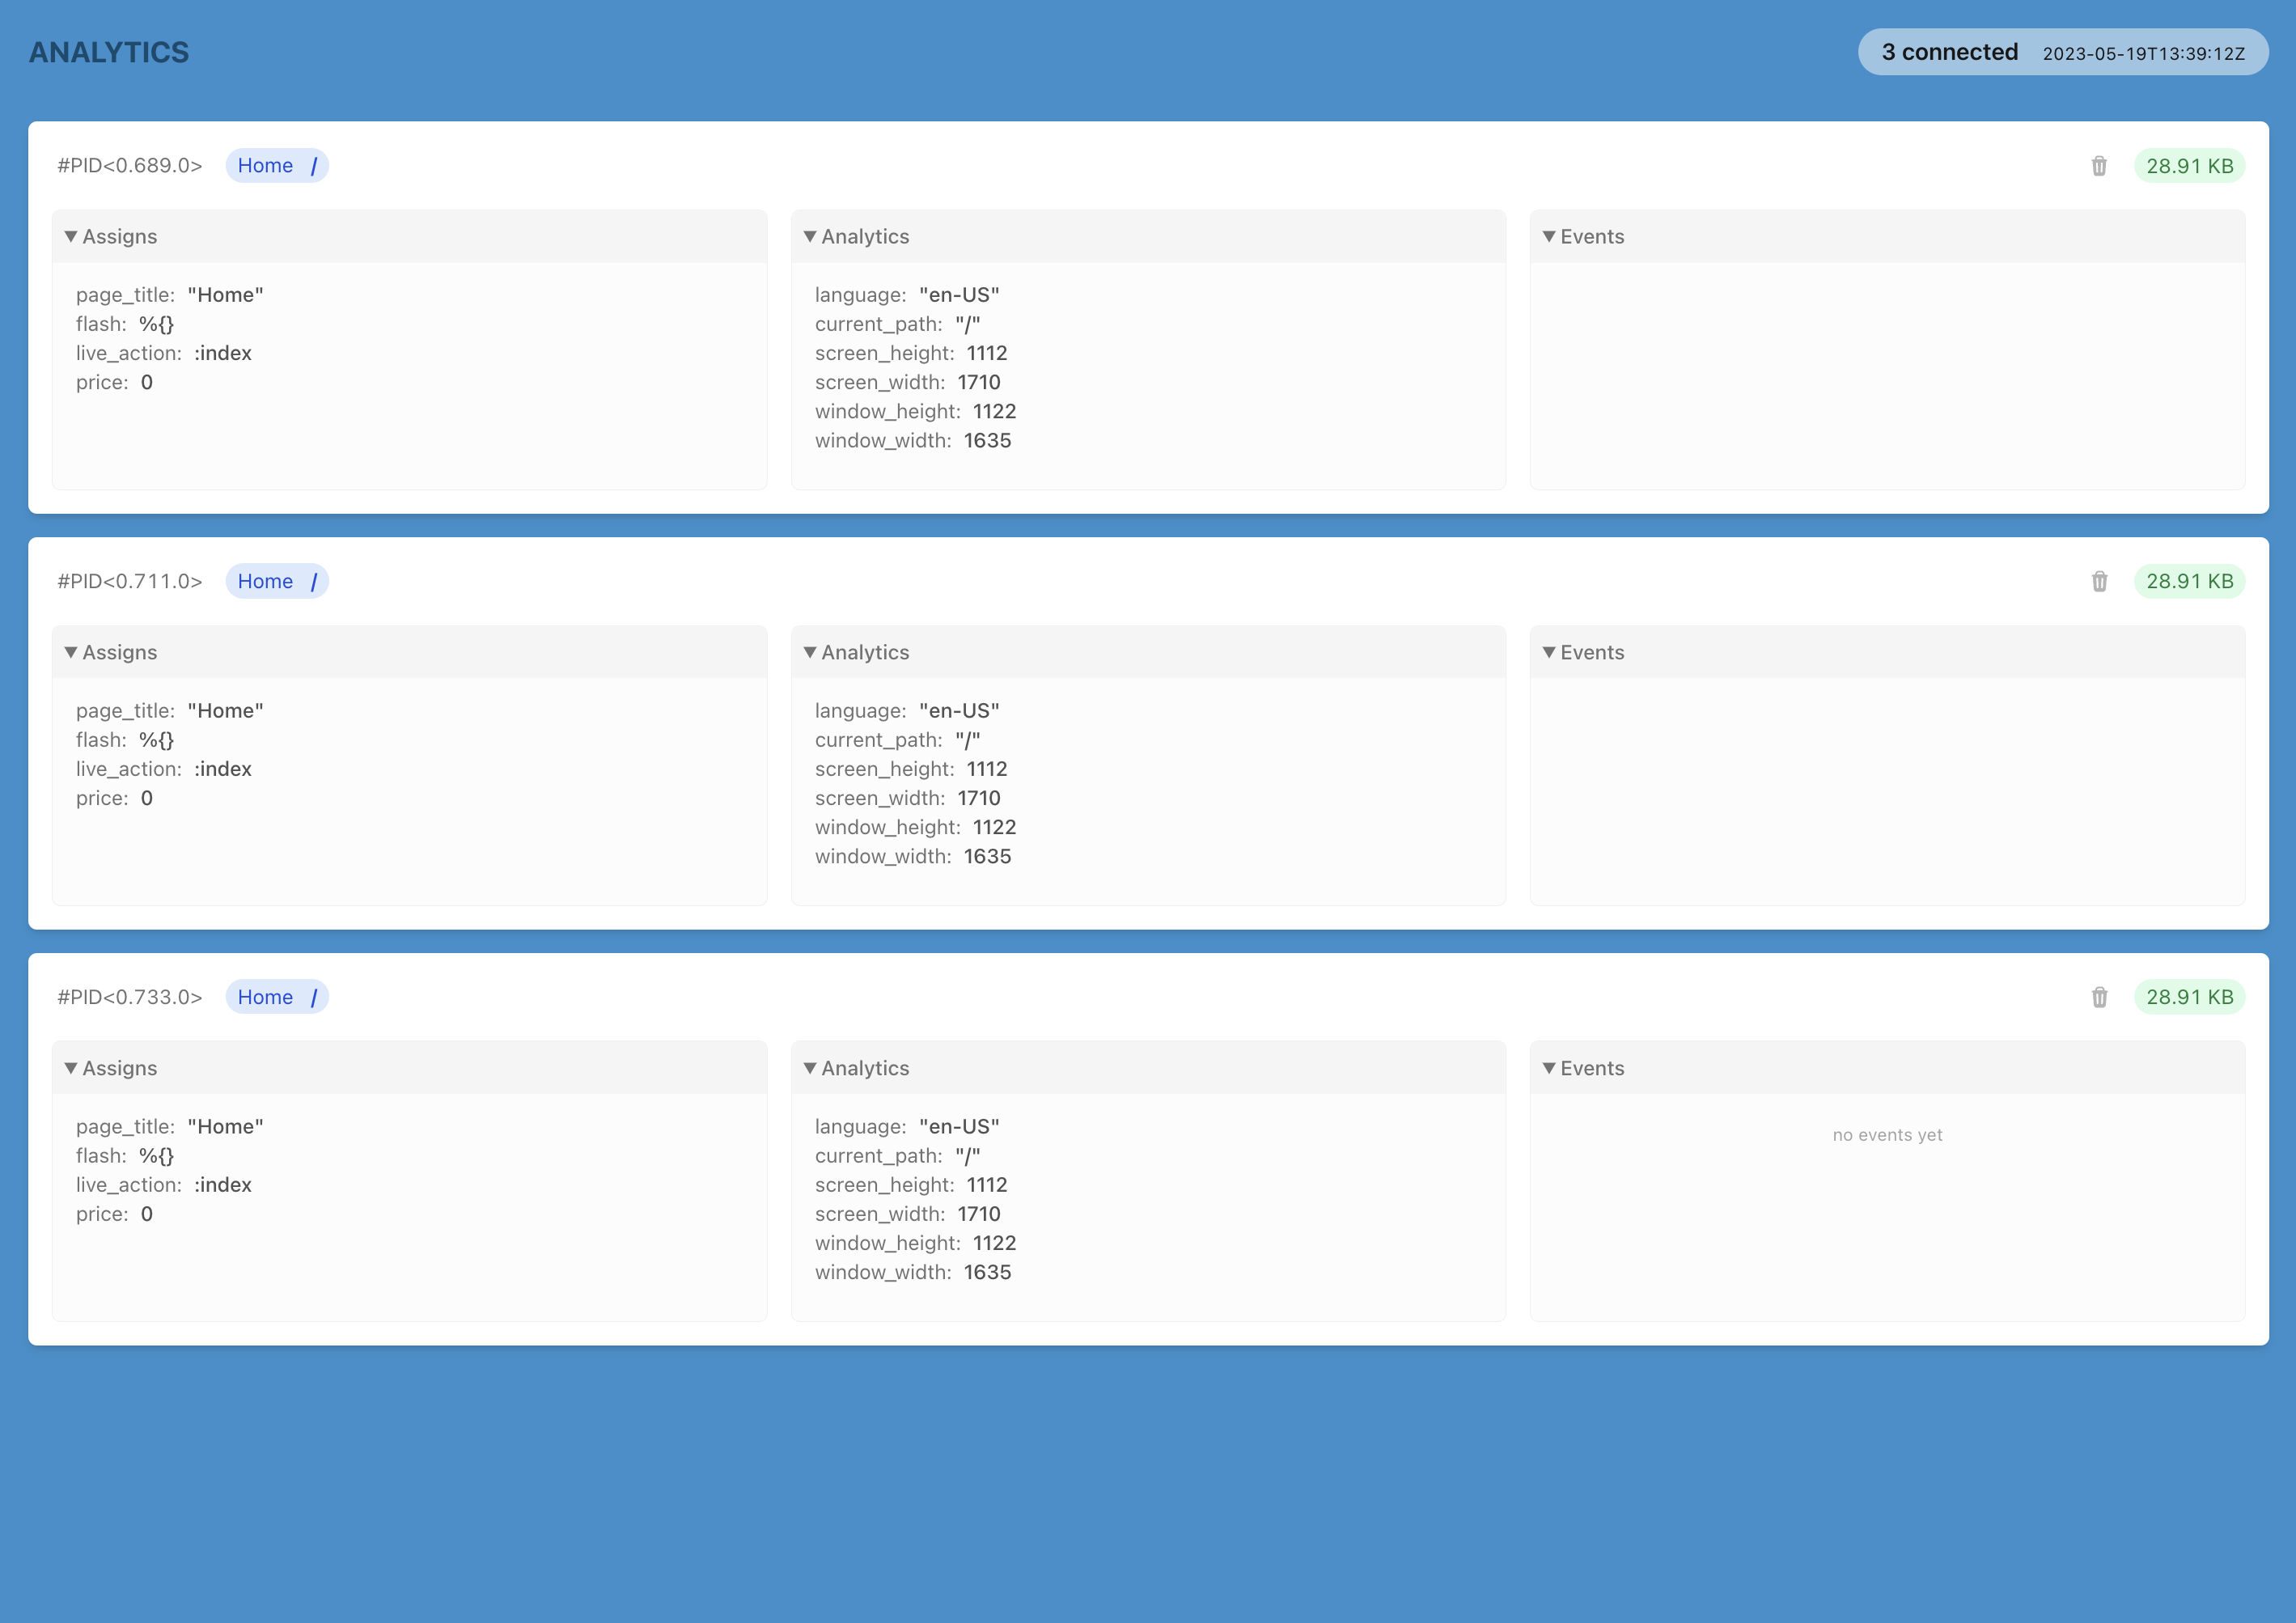 ANALYTICS
3 connected 2023-05-19T13:39:12Z
#PID<0.689.0> Home / 28.91 KB
Assigns
page_title: "Home"
flash: %{}
live_action: :index
price: 0
Analytics
language: "en-US"
current_path: "/"
screen_height: 1112
screen_width: 1710
window_height: 1122
window_width: 1635
Events
#PID<0.711.0> Home / 28.91 KB
Assigns
page_title: "Home"
flash: %{}
live_action: :index
price: 0
Analytics
language: "en-US"
current_path: "/"
screen_height: 1112
screen_width: 1710
window_height: 1122
window_width: 1635
Events
#PID<0.733.0> Home / 28.91 KB
Assigns
page_title: "Home"
flash: %{}
live_action: :index
price: 0
Analytics
language: "en-US"
current_path: "/"
screen_height: 1112
screen_width: 1710
window_height: 1122
window_width: 1635
Events
no events yet